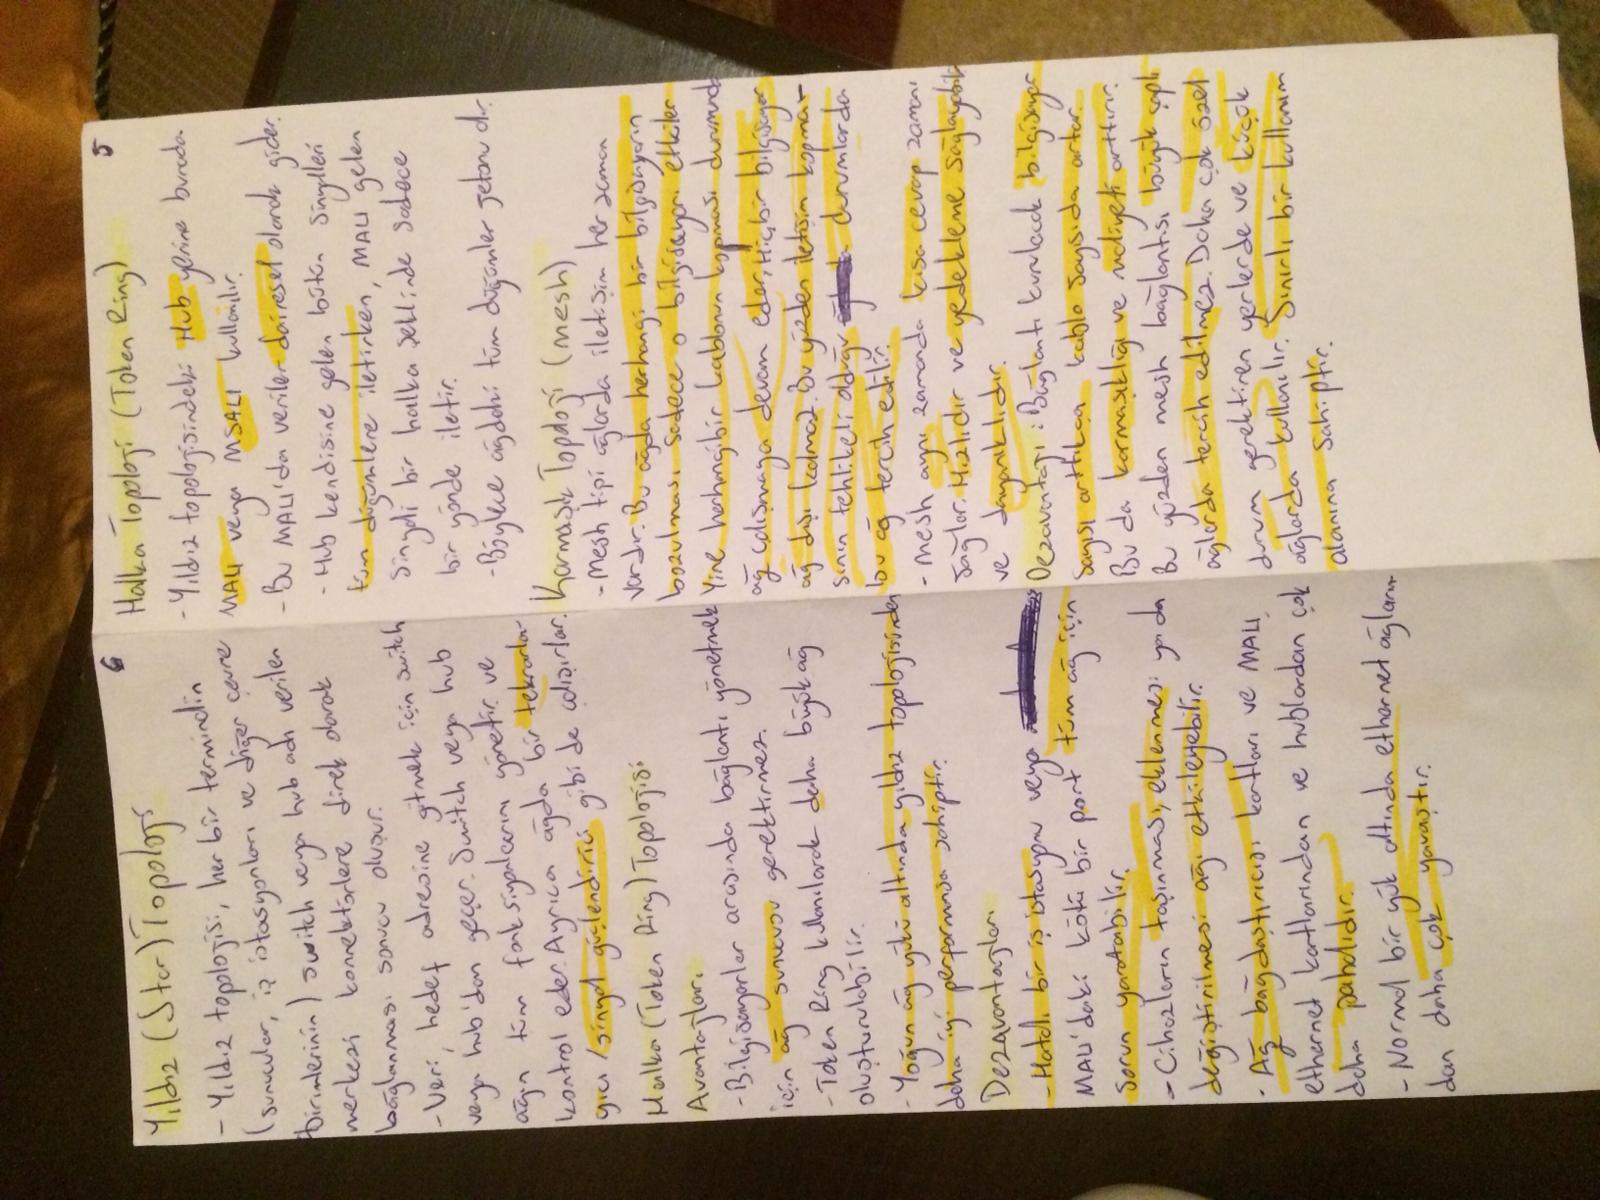 6
Yıldız (Star) Topoloji
- Yıldız topolojisi, her bir terminalin
(sunucular, iş istasyonları ve diğer çevre
birimlerinin) switch veya hub adı verilen
merkezi konnektörlere direk olarak
bağlanması sonucu oluşur.
- Veri, hedef adresine gitmek için switch
veya hub'dan geçer. Switch veya hub
ağın tüm fonksiyonlarını yönetir ve
kontrol eder. Ayrıca ağda bir tekrarla-
yıcı / sinyal güçlendirici gibi de çalışırlar.
Halka (Token Ring) Topolojisi
Avantajları
- Bilgisayarlar arasında bağlantı yönetmek
için ağ sunucusu gerektirmez.
- Token Ring kullanılarak daha büyük ağ
oluşturulabilir.
- Yoğun ağ yükü altında yıldız topolojisinden
daha iyi performansa sahiptir.
Dezavantajları
- Hatalı bir iş istasyonu veya
MAU'daki kötü bir port tüm ağ için
sorun yaratabilir.
- Cihazların taşınması, eklenmesi ya da
değiştirilmesi ağı etkileyebilir.
- Ağ bağdaştırıcısı kartları ve MAU,
ethernet kartlarından ve hublardan çok
daha pahalıdır.
- Normal bir yük altında ethernet ağların-
dan daha çok yavaştır.
5
Halka Topoloji (Token Ring)
- Yıldız topolojisindeki Hub yerine burada
MAU veya MSAU kullanılır.
- Bu MAU'da veriler dairesel olarak gider.
- Hub kendisine gelen bütün sinyalleri
tüm düğümlere iletirken, MAU gelen
sinyali bir halka şeklinde sadece
bir yönde iletir.
- Böylece ağdaki tüm düğümler jetonu alır.
Karmaşık Topoloji (mesh)
- Mesh tipi ağlarda iletişim her zaman
vardır. Bu ağda herhangi bir bilgisayarın
bozulması sadece o bilgisayarı etkiler
Yine herhangibir kablonun kopması durumunda
ağ çalışmaya devam eder, Hiçbir bilgisayar
ağ dışı kalmaz. Bu yüzden iletişim kopma-
sının tehlikeli olduğu durumlarda
bu ağ tercih edilir.
- Mesh aynı zamanda kısa cevap zamanı
sağlar. Hızlıdır ve yedekleme sağlayabilir
ve dayanıklıdır.
Dezavantajı : Bağlantı kurulacak bilgisayar
sayısı arttıkça kablo sayısıda artar.
Bu da karmaşıklığı ve maliyeti arttırır.
Bu yüzden mesh bağlantısı büyük çaplı
ağlarda tercih edilmez. Daha çok özel
durum gerektiren yerlerde ve küçük
ağlarda kullanılır. Sınırlı bir kullanım
alanına sahiptir.